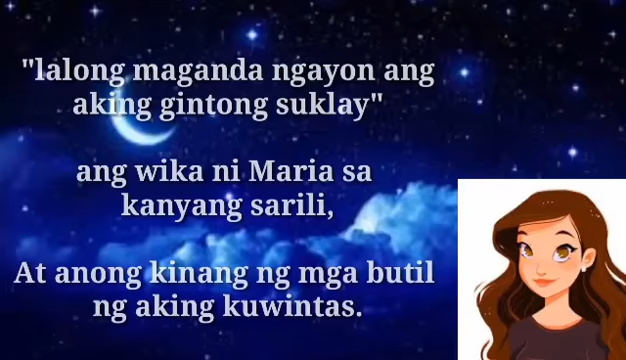 "lalong maganda ngayon ang
aking gintong suklay"
ang wika ni Maria sa
kanyang sarili,
At anong kinang ng mga butil
ng aking kuwintas.